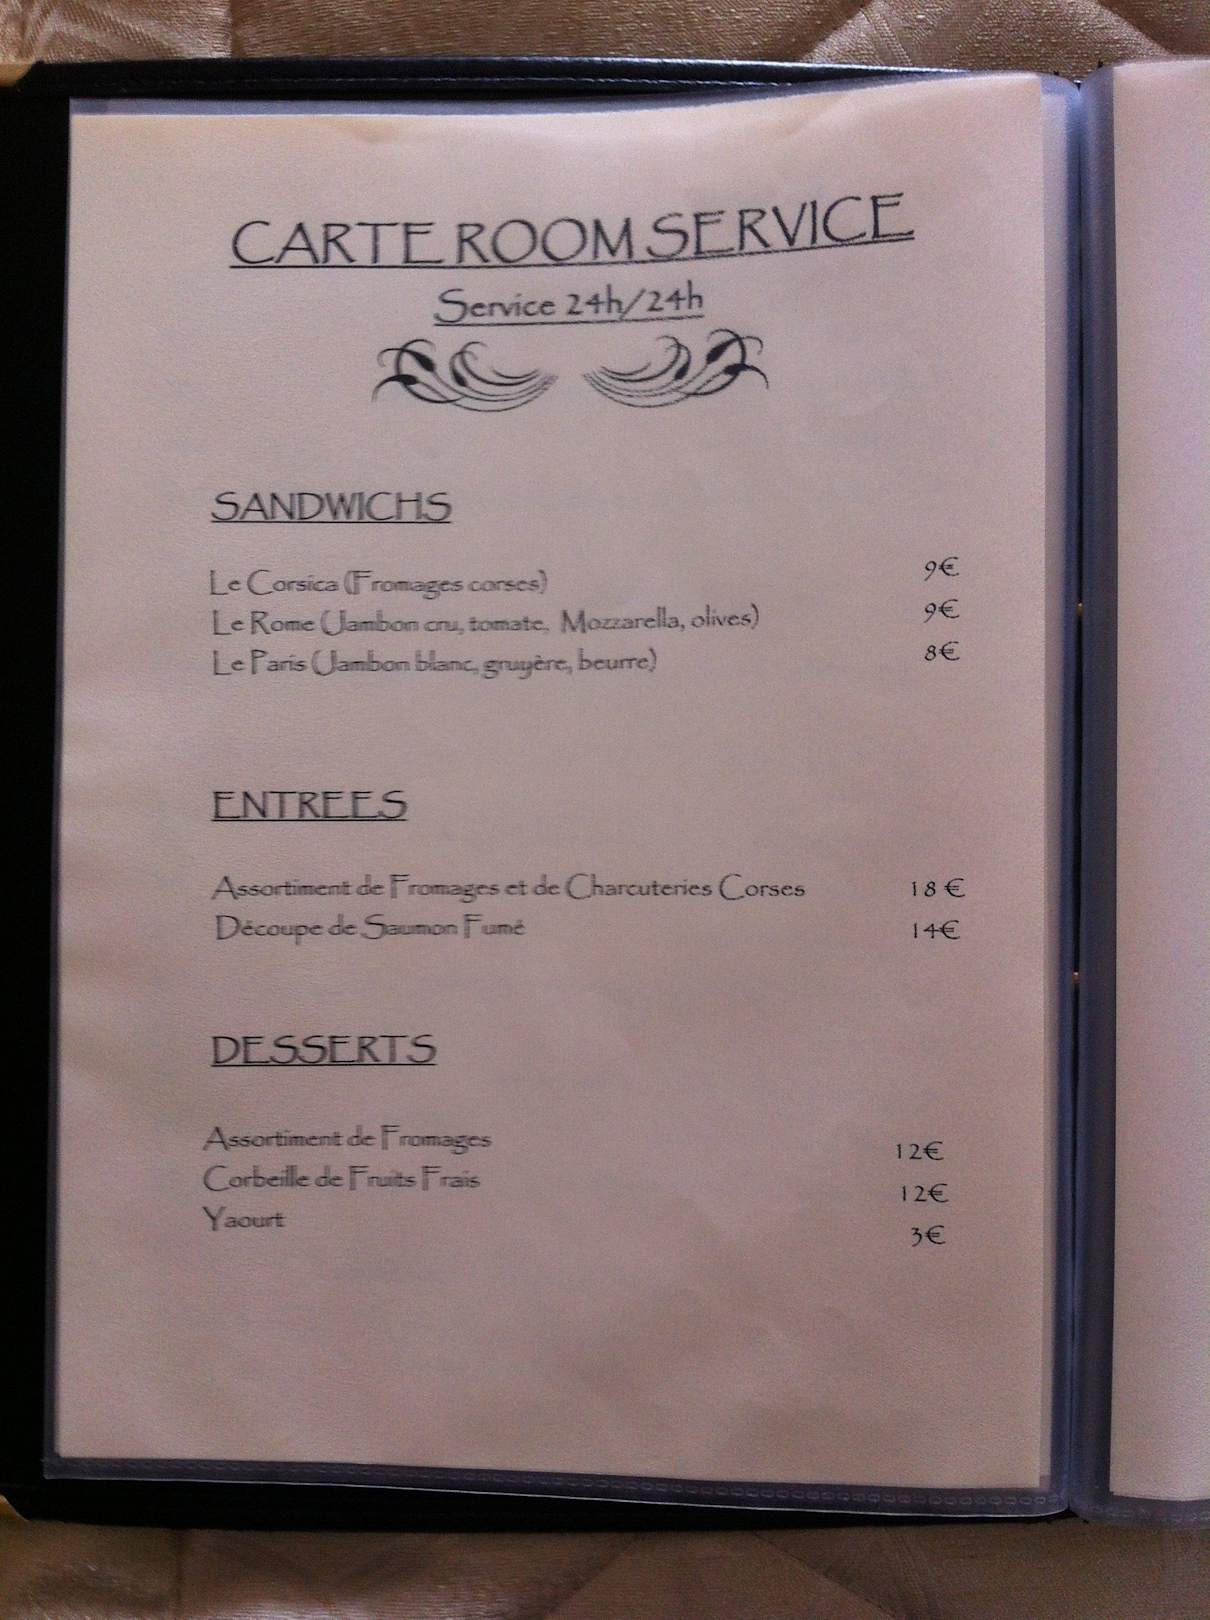 CARTE ROOM SERVICE
Service 24h/24h
SANDWICHS
Le Corsica (Fromages corses) 9€
Le Rome (Jambon cru, tomate, Mozzarella, olives) 9€
Le Paris (Jambon blanc, gruyère, beurre) 8€
ENTREES
Assortiment de Fromages et de Charcuteries Corses 18 €
Découpe de Saumon Fumé 14€
DESSERTS
Assortiment de Fromages 12€
Corbeille de Fruits Frais 12€
Yaourt 3€